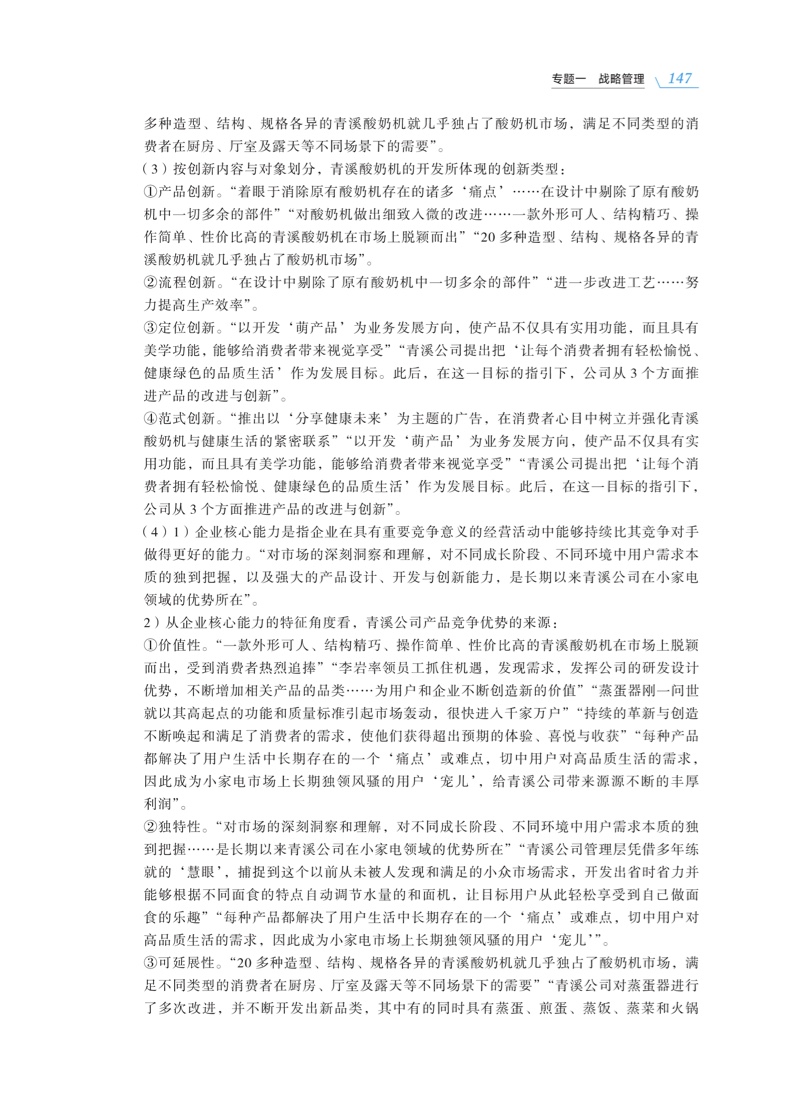 专题一　战略管理　147
多种造型、结构、规格各异的青溪酸奶机就几乎独占了酸奶机市场，满足不同类型的消
费者在厨房、厅室及露天等不同场景下的需要”。
（3）按创新内容与对象划分，青溪酸奶机的开发所体现的创新类型：
①产品创新。“着眼于消除原有酸奶机存在的诸多‘痛点’……在设计中剔除了原有酸奶
机中一切多余的部件”“对酸奶机做出细致入微的改进……一款外形可人、结构精巧、操
作简单、性价比高的青溪酸奶机在市场上脱颖而出”“20 多种造型、结构、规格各异的青
溪酸奶机就几乎独占了酸奶机市场”。
②流程创新。“在设计中剔除了原有酸奶机中一切多余的部件”“进一步改进工艺……努
力提高生产效率”。
③定位创新。“以开发‘萌产品’为业务发展方向，使产品不仅具有实用功能，而且具有
美学功能，能够给消费者带来视觉享受”“青溪公司提出把‘让每个消费者拥有轻松愉悦、
健康绿色的品质生活’作为发展目标。此后，在这一目标的指引下，公司从 3 个方面推
进产品的改进与创新”。
④范式创新。“推出以‘分享健康未来’为主题的广告，在消费者心目中树立并强化青溪
酸奶机与健康生活的紧密联系”“以开发‘萌产品’为业务发展方向，使产品不仅具有实
用功能，而且具有美学功能，能够给消费者带来视觉享受”“青溪公司提出把‘让每个消
费者拥有轻松愉悦、健康绿色的品质生活’作为发展目标。此后，在这一目标的指引下，
公司从 3 个方面推进产品的改进与创新”。
（4）1）企业核心能力是指企业在具有重要竞争意义的经营活动中能够持续比其竞争对手
做得更好的能力。“对市场的深刻洞察和理解，对不同成长阶段、不同环境中用户需求本
质的独到把握，以及强大的产品设计、开发与创新能力，是长期以来青溪公司在小家电
领域的优势所在”。
2）从企业核心能力的特征角度看，青溪公司产品竞争优势的来源：
①价值性。“一款外形可人、结构精巧、操作简单、性价比高的青溪酸奶机在市场上脱颖
而出，受到消费者热烈追捧”“李岩率领员工抓住机遇，发现需求，发挥公司的研发设计
优势，不断增加相关产品的品类……为用户和企业不断创造新的价值”“蒸蛋器刚一问世
就以其高起点的功能和质量标准引起市场轰动，很快进入千家万户”“持续的革新与创造
不断唤起和满足了消费者的需求，使他们获得超出预期的体验、喜悦与收获”“每种产品
都解决了用户生活中长期存在的一个‘痛点’或难点，切中用户对高品质生活的需求，
因此成为小家电市场上长期独领风骚的用户‘宠儿’，给青溪公司带来源源不断的丰厚
利润”。
②独特性。“对市场的深刻洞察和理解，对不同成长阶段、不同环境中用户需求本质的独
到把握……是长期以来青溪公司在小家电领域的优势所在”“青溪公司管理层凭借多年练
就的‘慧眼’，捕捉到这个以前从未被人发现和满足的小众市场需求，开发出省时省力并
能够根据不同面食的特点自动调节水量的和面机，让目标用户从此轻松享受到自己做面
食的乐趣”“每种产品都解决了用户生活中长期存在的一个‘痛点’或难点，切中用户对
高品质生活的需求，因此成为小家电市场上长期独领风骚的用户‘宠儿’”。
③可延展性。“20 多种造型、结构、规格各异的青溪酸奶机就几乎独占了酸奶机市场，满
足不同类型的消费者在厨房、厅室及露天等不同场景下的需要”“青溪公司对蒸蛋器进行
了多次改进，并不断开发出新品类，其中有的同时具有蒸蛋、煎蛋、蒸饭、蒸菜和火锅